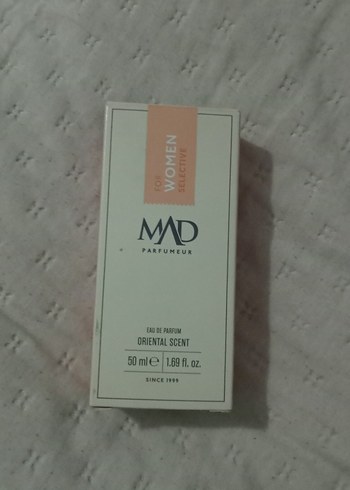 FOR
WOMEN
SELECTIVE
MAD
PARFUMEUR
EAU DE PARFUM
ORIENTAL SCENT
50 ml ℮ 1.69 fl. oz.
SINCE 1999